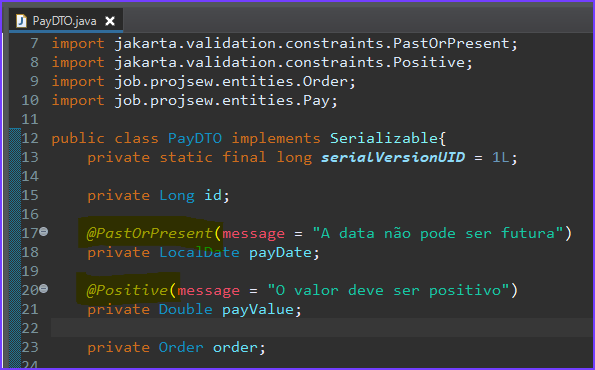 PayDTO.java
7 import jakarta.validation.constraints.PastOrPresent;
8 import jakarta.validation.constraints.Positive;
9 import job.projsew.entities.Order;
10 import job.projsew.entities.Pay;
11
12 public class PayDTO implements Serializable{
13 private static final long serialVersionUID = 1L;
14
15 private Long id;
16
17 @PastOrPresent(message = "A data não pode ser futura")
18 private LocalDate payDate;
19
20 @Positive(message = "O valor deve ser positivo")
21 private Double payValue;
22
23 private Order order;
24